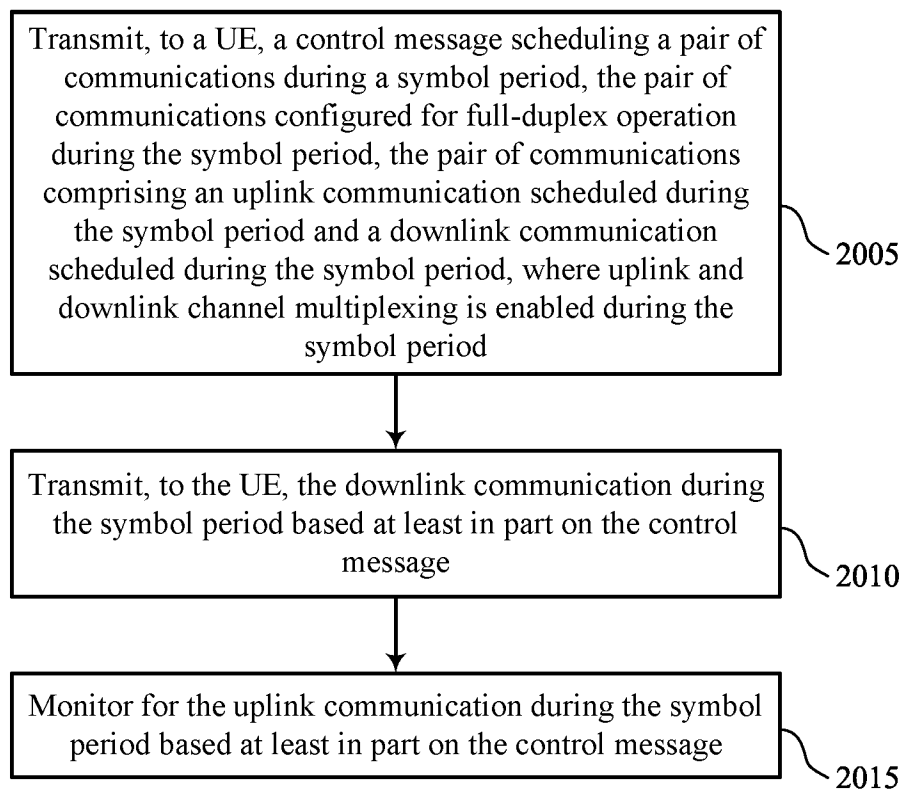 Transmit, to a UE, a control message scheduling a pair of
communications during a symbol period, the pair of
communications configured for full-duplex operation
during the symbol period, the pair of communications
comprising an uplink communication scheduled during
the symbol period and a downlink communication
scheduled during the symbol period, where uplink and
downlink channel multiplexing is enabled during the
symbol period
2005
Transmit, to the UE, the downlink communication during
the symbol period based at least in part on the control
message
2010
Monitor for the uplink communication during the symbol
period based at least in part on the control message
2015